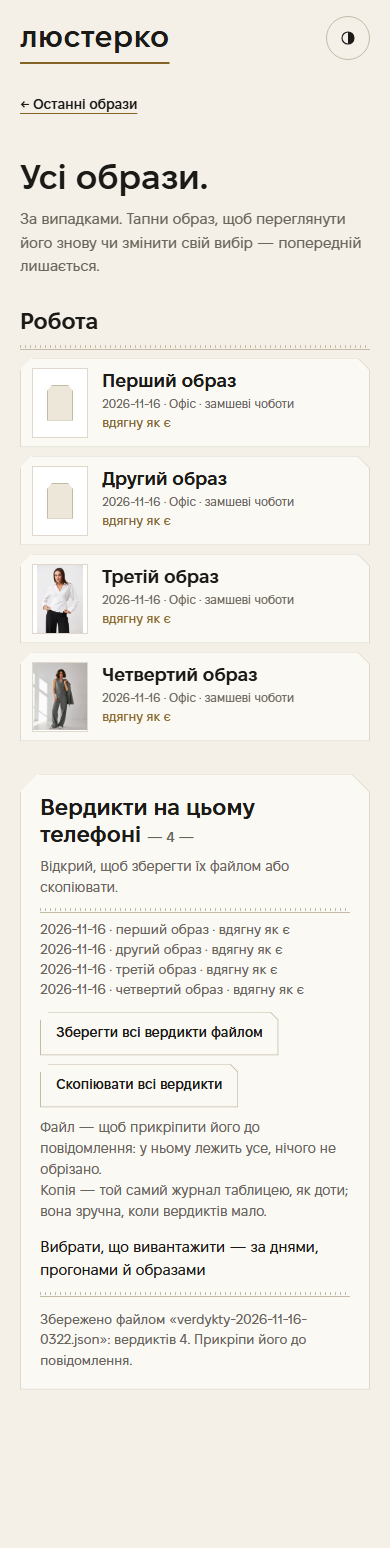 люстерко
← Останні образи
Усі образи.
За випадками. Тапни образ, щоб переглянути
його знову чи змінити свій вибір — попередній
лишається.
Робота
Перший образ
2026-11-16 · Офіс · замшеві чоботи
вдягну як є
Другий образ
2026-11-16 · Офіс · замшеві чоботи
вдягну як є
Третій образ
2026-11-16 · Офіс · замшеві чоботи
вдягну як є
Четвертий образ
2026-11-16 · Офіс · замшеві чоботи
вдягну як є
Вердикти на цьому
телефоні — 4 —
Відкрий, щоб зберегти їх файлом або
скопіювати.
2026-11-16 · перший образ · вдягну як є
2026-11-16 · другий образ · вдягну як є
2026-11-16 · третій образ · вдягну як є
2026-11-16 · четвертий образ · вдягну як є
Зберегти всі вердикти файлом
Скопіювати всі вердикти
Файл — щоб прикріпити його до
повідомлення: у ньому лежить усе, нічого не
обрізано.
Копія — той самий журнал таблицею, як доти;
вона зручна, коли вердиктів мало.
Вибрати, що вивантажити — за днями,
прогонами й образами
Збережено файлом «verdykty-2026-11-16-
0322.json»: вердиктів 4. Прикріпи його до
повідомлення.